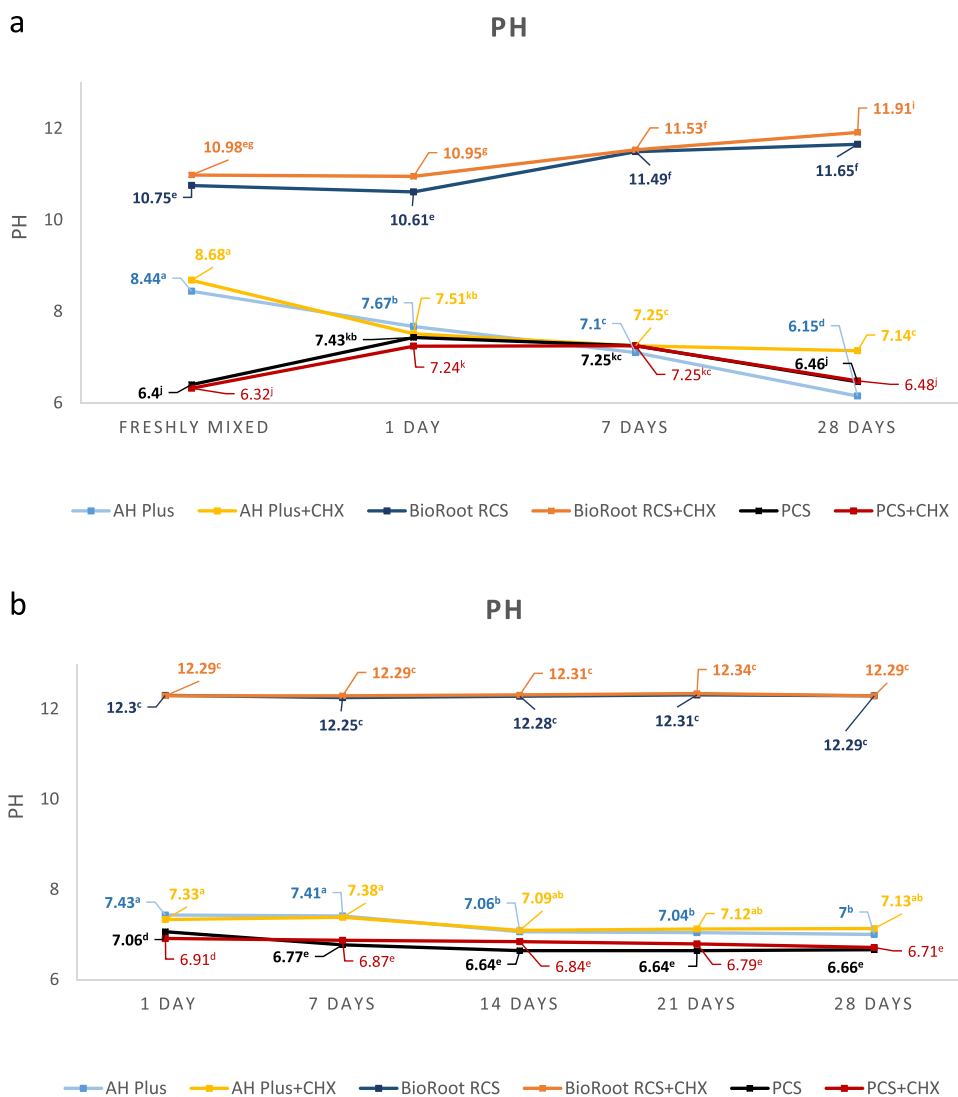 a
PH
12
10
8
6
PH
11.91ⁱ
11.53ᶠ
10.98ᵉᵍ
10.95ᵍ
11.65ᶠ
11.49ᶠ
10.75ᵉ
10.61ᵉ
8.68ᵃ
8.44ᵃ
7.67ᵇ
7.51ᵏᵇ
7.1ᶜ
7.25ᶜ
6.15ᵈ
7.14ᶜ
7.43ᵏᵇ
7.25ᵏᶜ
6.46ʲ
7.24ᵏ
7.25ᵏᶜ
6.48ʲ
6.4ʲ
6.32ʲ
FRESHLY MIXED 1 DAY 7 DAYS 28 DAYS
AH Plus AH Plus+CHX BioRoot RCS BioRoot RCS+CHX PCS PCS+CHX
b
PH
12
10
8
6
PH
12.29ᶜ 12.29ᶜ 12.31ᶜ 12.34ᶜ 12.29ᶜ
12.3ᶜ 12.25ᶜ 12.28ᶜ 12.31ᶜ 12.29ᶜ
7.43ᵃ 7.33ᵃ 7.41ᵃ 7.38ᵃ 7.06ᵇ 7.09ᵃᵇ 7.04ᵇ 7.12ᵃᵇ 7ᵇ 7.13ᵃᵇ
7.06ᵈ 6.91ᵈ 6.77ᵉ 6.87ᵉ 6.64ᵉ 6.84ᵉ 6.64ᵉ 6.79ᵉ 6.66ᵉ 6.71ᵉ
1 DAY 7 DAYS 14 DAYS 21 DAYS 28 DAYS
AH Plus AH Plus+CHX BioRoot RCS BioRoot RCS+CHX PCS PCS+CHX